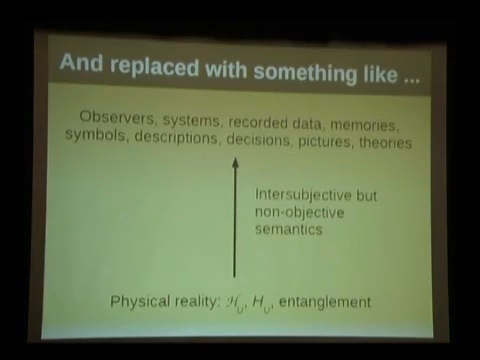 And replaced with something like ...
Observers, systems, recorded data, memories,
symbols, descriptions, decisions, pictures, theories
Intersubjective but
non-objective
semantics
Physical reality: ℋ_U, H_U, entanglement